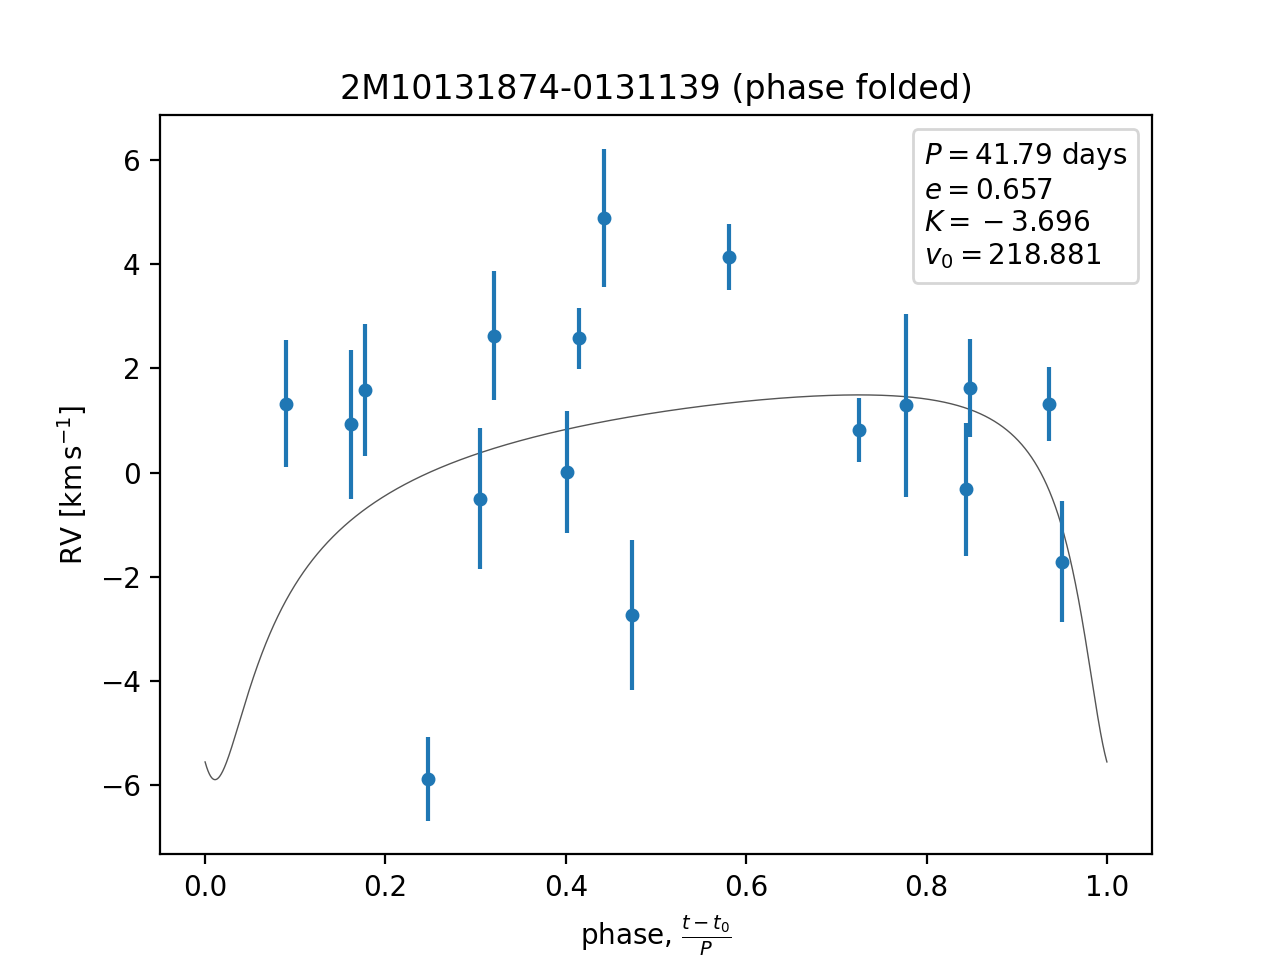 2M10131874-0131139 (phase folded)
P = 41.79 days
e = 0.657
K = −3.696
v₀ = 218.881
RV [km s⁻¹]
6
4
2
0
−2
−4
−6
0.0 0.2 0.4 0.6 0.8 1.0
phase, (t − t₀)/P